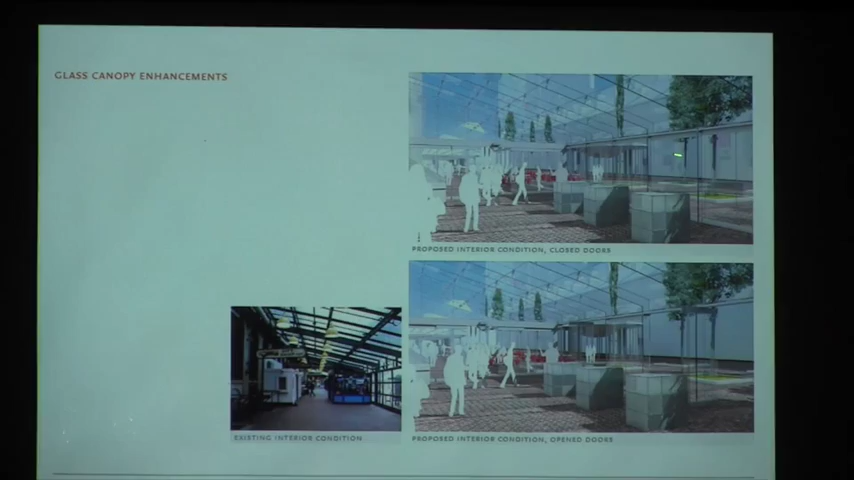 GLASS CANOPY ENHANCEMENTS
PROPOSED INTERIOR CONDITION, CLOSED DOORS
EXISTING INTERIOR CONDITION
PROPOSED INTERIOR CONDITION, OPENED DOORS